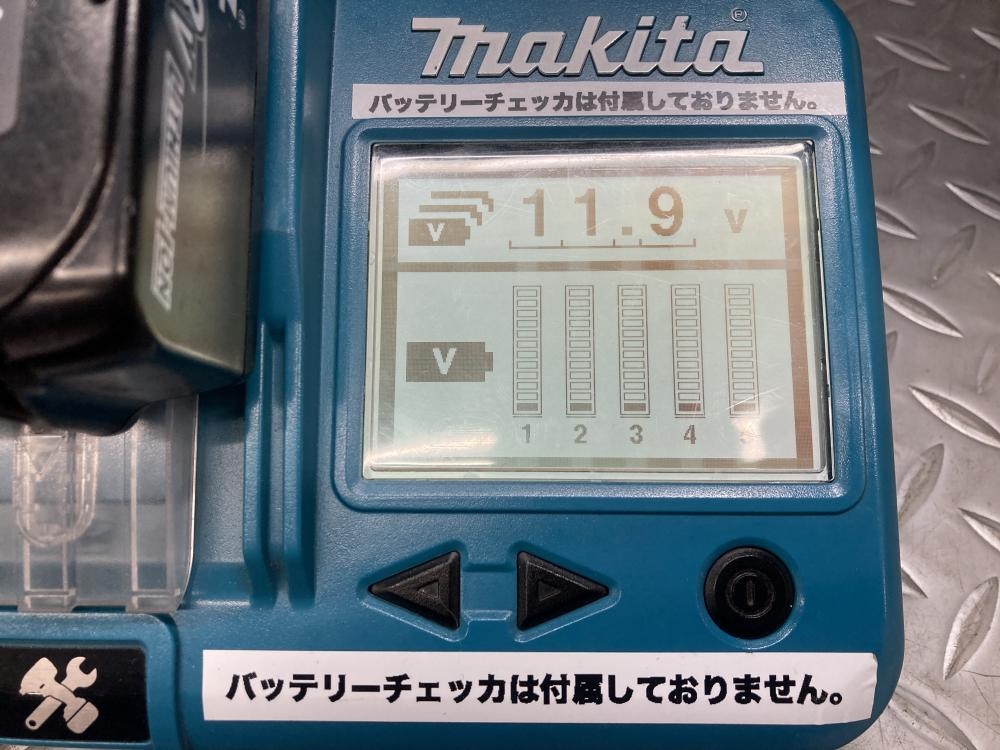 makita®
バッテリーチェッカは付属しておりません。
V 11.9 V
V
1 2 3 4 5
バッテリーチェッカは付属しておりません。